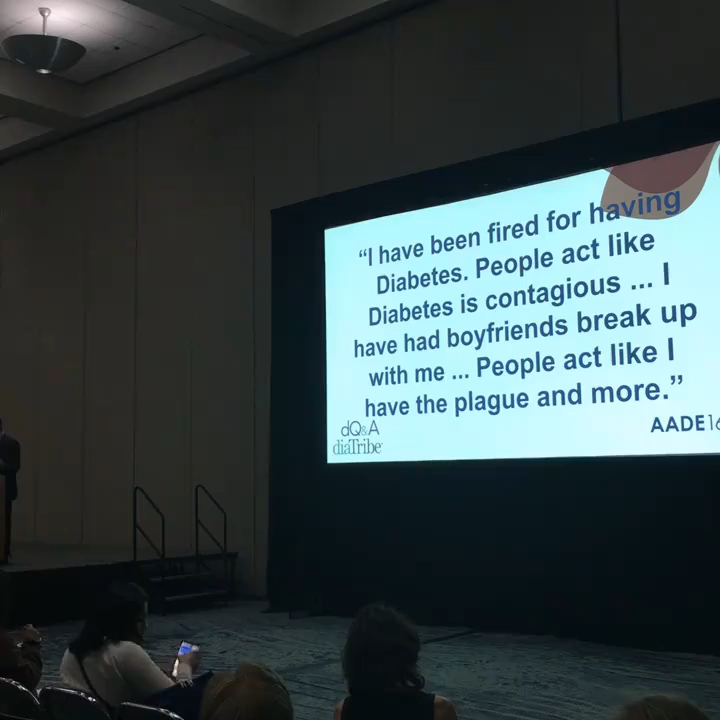 “I have been fired for having
Diabetes. People act like
Diabetes is contagious ... I
have had boyfriends break up
with me ... People act like I
have the plague and more.”
dQ&A
diaTribe
AADE16